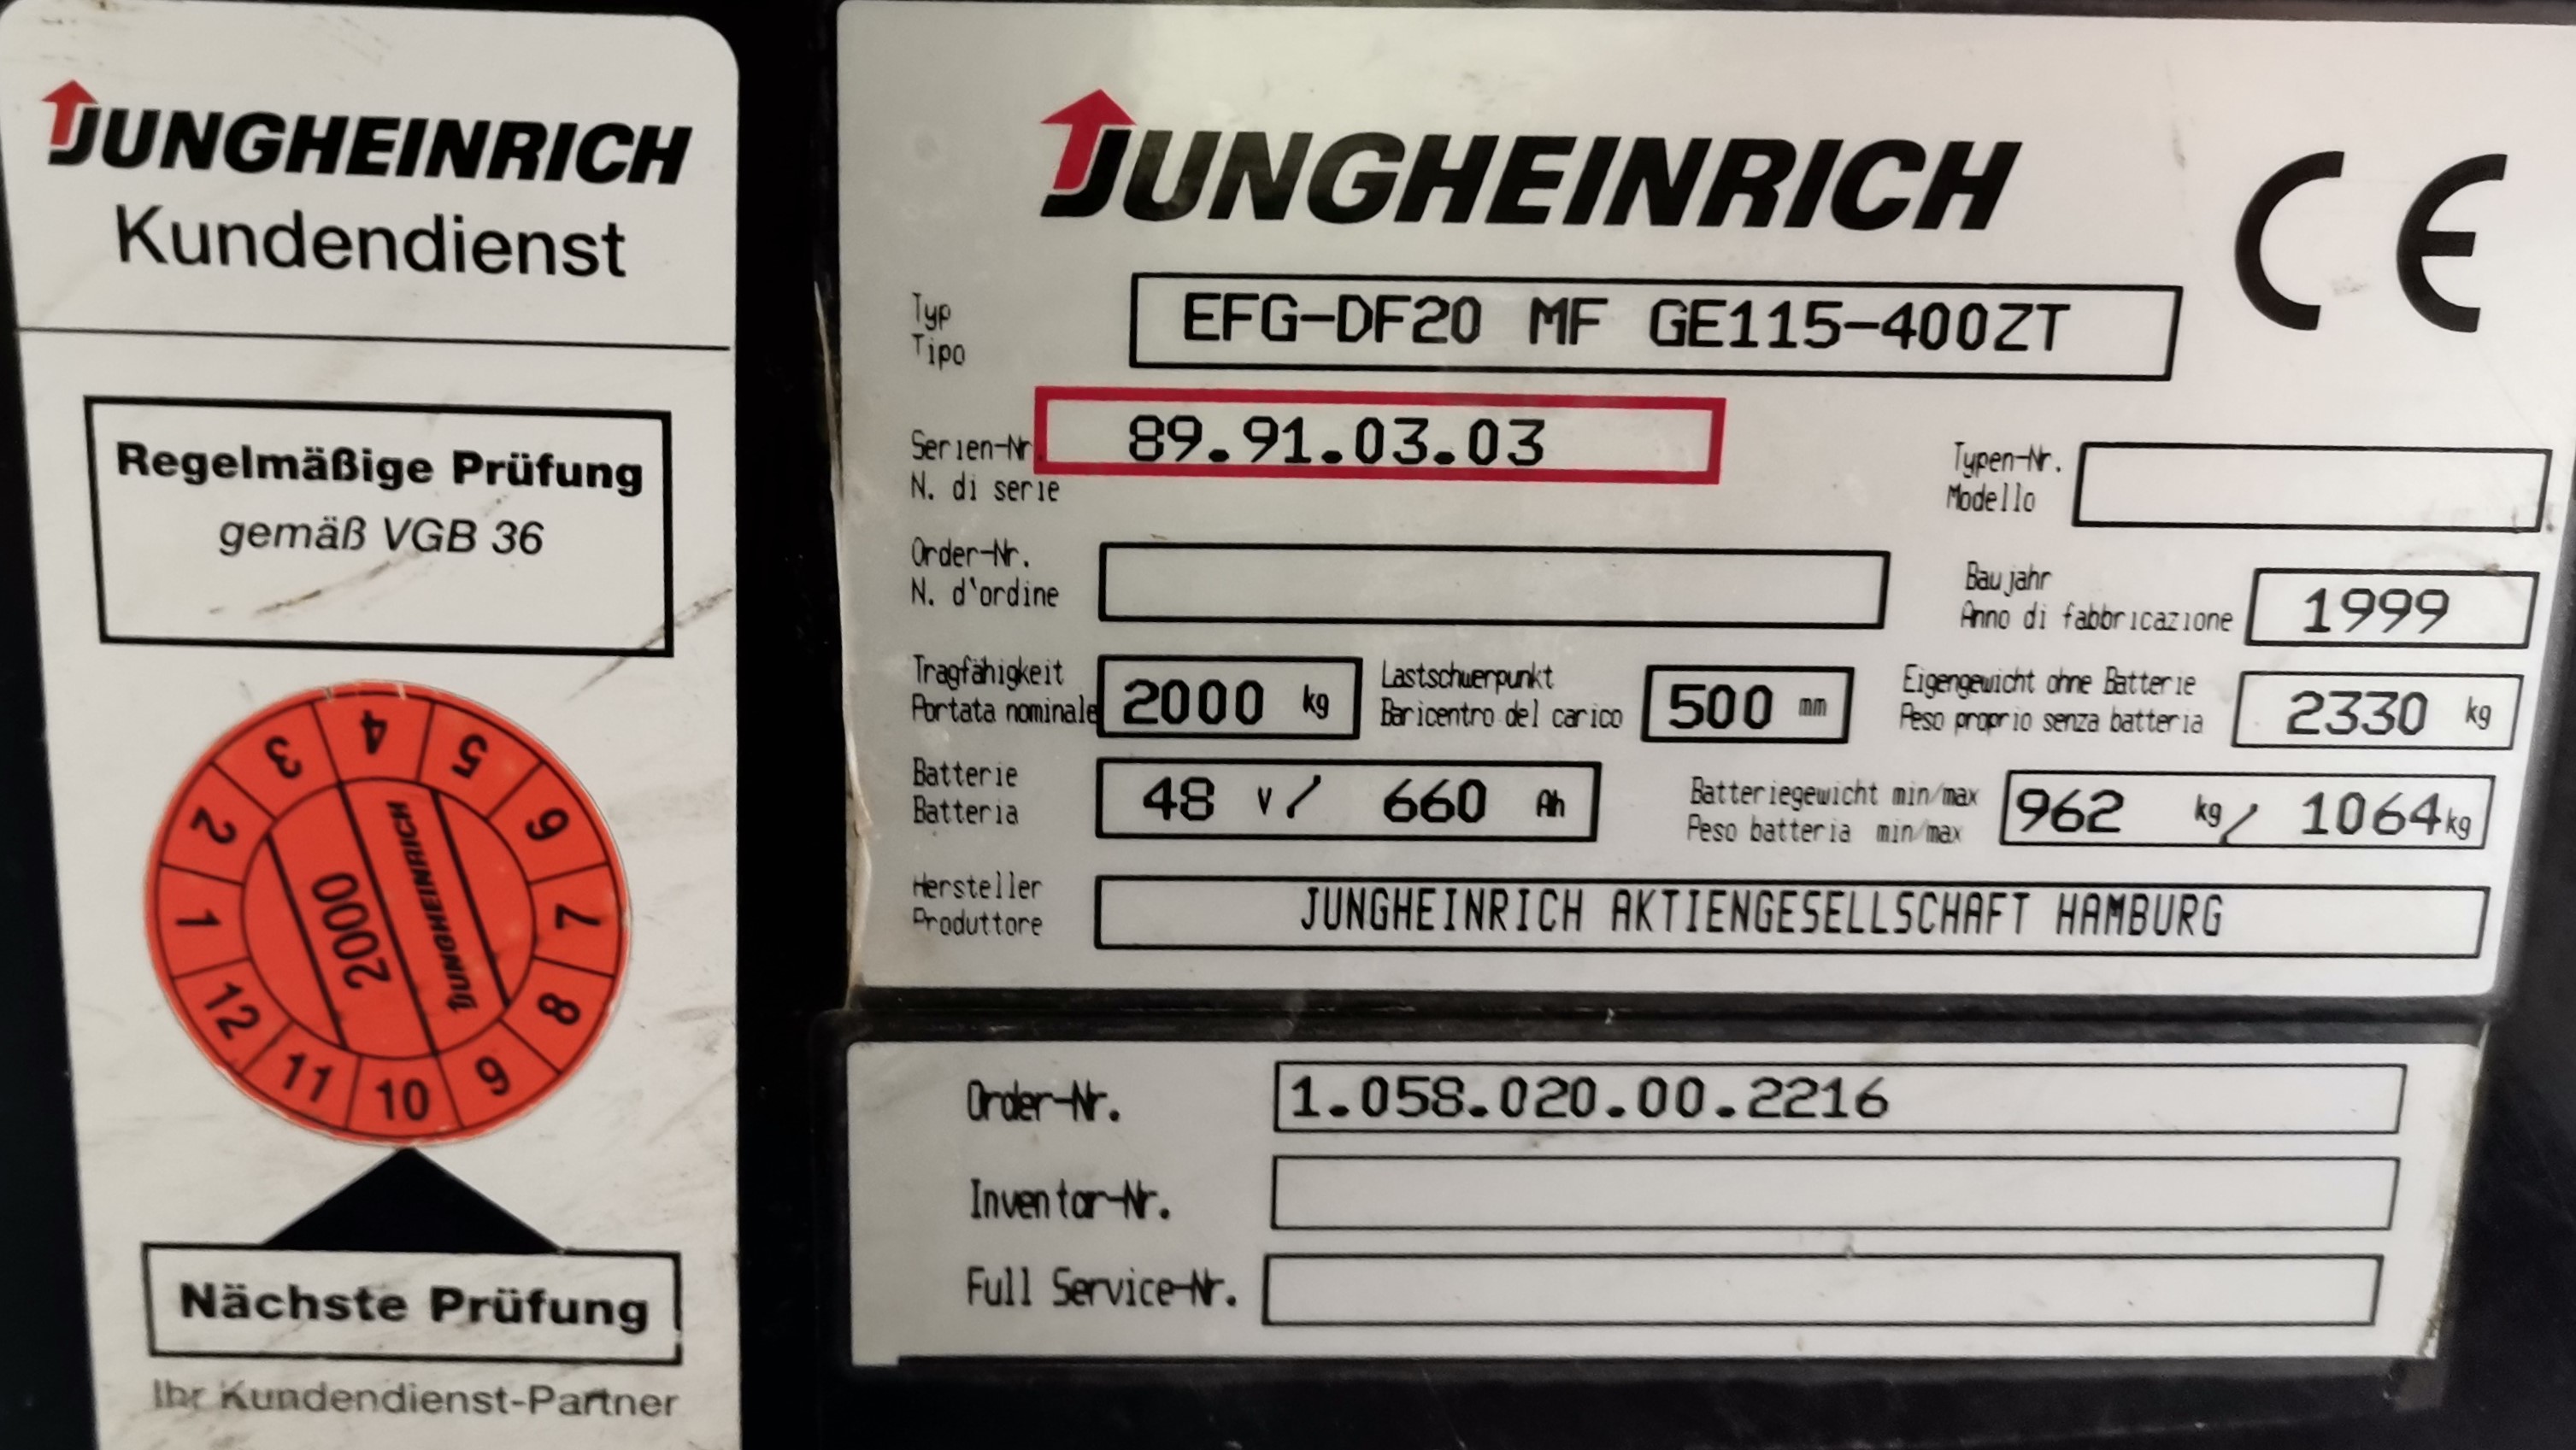 JUNGHEINRICH
Kundendienst
Regelmäßige Prüfung
gemäß VGB 36
1 2 3 4 5 6 7 8 9 10 11 12
2000
JUNGHEINRICH
Nächste Prüfung
Ihr Kundendienst-Partner
JUNGHEINRICH
CE
Typ
Tipo
EFG-DF20 MF GE115-400ZT
Serien-Nr.
N. di serie
89.91.03.03
Typen-Nr.
Modello
Order-Nr.
N. d'ordine
Baujahr
Anno di fabbricazione
1999
Tragfähigkeit
Portata nominale
2000 kg
Lastschwerpunkt
Baricentro del carico
500 mm
Eigengewicht ohne Batterie
Peso proprio senza batteria
2330 kg
Batterie
Batteria
48 V / 660 Ah
Batteriegewicht min/max
Peso batteria min/max
962 kg / 1064 kg
Hersteller
Produttore
JUNGHEINRICH AKTIENGESELLSCHAFT HAMBURG
Order-Nr.
1.058.020.00.2216
Inventar-Nr.
Full Service-Nr.